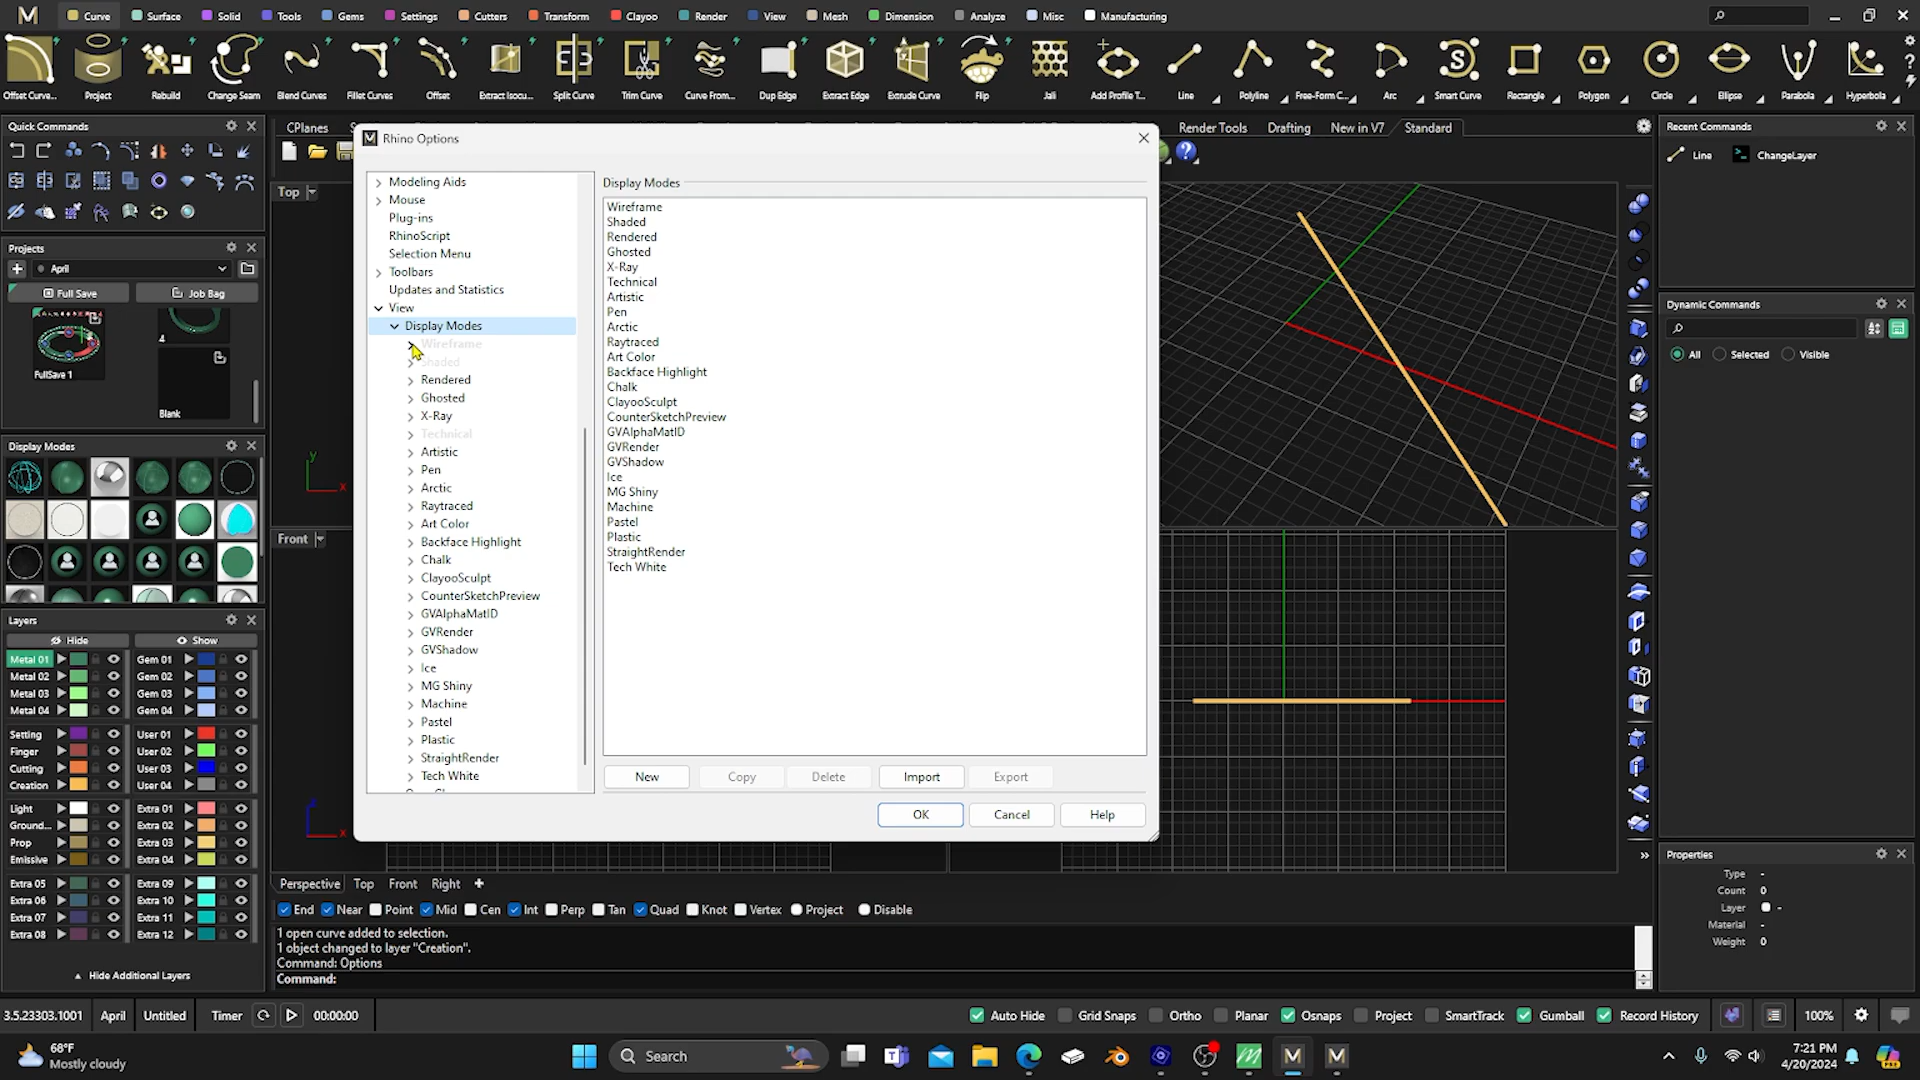 Curve Surface Solid Tools Gems Settings Cutters Transform Clayoo Render View Mesh Dimension Analyze Misc Manufacturing
Offset Curve... Project Rebuild Change Seam Blend Curves Fillet Curves Offset Extract Isocu... Split Curve Trim Curve Curve From... Dup Edge Extract Edge Extrude Curve Flip Jali Add Profile T... Line Polyline Free-Form C... Arc Smart Curve Rectangle Polygon Circle Ellipse Parabola Hyperbola
Quick Commands
CPlanes
Rhino Options
Render Tools Drafting New in V7 Standard
Recent Commands
Line ChangeLayer
Projects
April
Full Save Job Bag
4
FullSave 1
Blank
Display Modes
Layers
Hide Show
Metal 01 Gem 01
Metal 02 Gem 02
Metal 03 Gem 03
Metal 04 Gem 04
Setting User 01
Finger User 02
Cutting User 03
Creation User 04
Light Extra 01
Ground... Extra 02
Prop Extra 03
Emissive Extra 04
Extra 05 Extra 09
Extra 06 Extra 10
Extra 07 Extra 11
Extra 08 Extra 12
Hide Additional Layers
Top
y
x
Front
x
Modeling Aids
Mouse
Plug-ins
RhinoScript
Selection Menu
Toolbars
Updates and Statistics
View
Display Modes
Wireframe
Shaded
Rendered
Ghosted
X-Ray
Technical
Artistic
Pen
Arctic
Raytraced
Art Color
Backface Highlight
Chalk
ClayooSculpt
CounterSketchPreview
GVAlphaMatID
GVRender
GVShadow
Ice
MG Shiny
Machine
Pastel
Plastic
StraightRender
Tech White
Display Modes
Wireframe
Shaded
Rendered
Ghosted
X-Ray
Technical
Artistic
Pen
Arctic
Raytraced
Art Color
Backface Highlight
Chalk
ClayooSculpt
CounterSketchPreview
GVAlphaMatID
GVRender
GVShadow
Ice
MG Shiny
Machine
Pastel
Plastic
StraightRender
Tech White
New Copy Delete Import Export
OK Cancel Help
Dynamic Commands
All Selected Visible
Properties
Type -
Count 0
Layer -
Material -
Weight 0
Perspective Top Front Right
End Near Point Mid Cen Int Perp Tan Quad Knot Vertex Project Disable
1 open curve added to selection.
1 object changed to layer "Creation".
Command: Options
Command:
3.5.23303.1001 April Untitled Timer 00:00:00 Auto Hide Grid Snaps Ortho Planar Osnaps Project SmartTrack Gumball Record History 100%
68°F
Mostly cloudy
Search
7:21 PM
4/20/2024